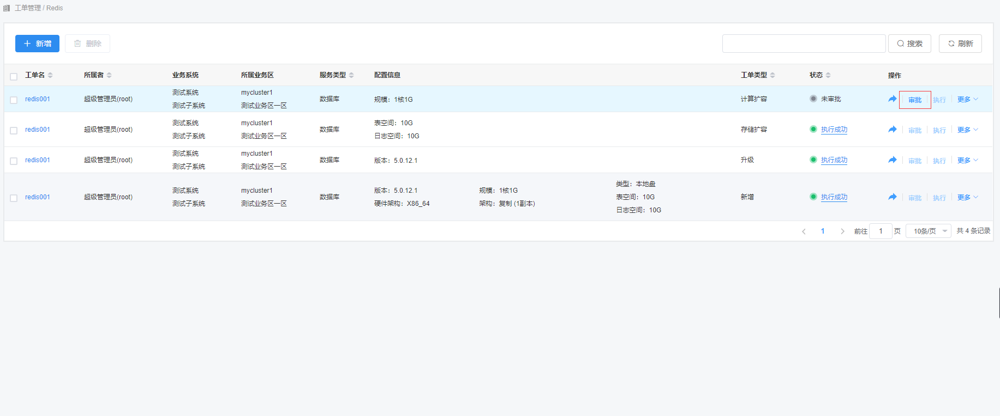 工单管理 / Redis
新增
删除
搜索
刷新
工单名 所属者 业务系统 所属业务区 服务类型 配置信息 工单类型 状态 操作
redis001 超级管理员(root) 测试系统 测试子系统 mycluster1 测试业务区一区 数据库 规模：1核1G 计算扩容 未审批 审批 执行 更多
redis001 超级管理员(root) 测试系统 测试子系统 mycluster1 测试业务区一区 数据库 表空间：10G 日志空间：10G 存储扩容 执行成功 审批 执行 更多
redis001 超级管理员(root) 测试系统 测试子系统 mycluster1 测试业务区一区 数据库 版本：5.0.12.1 升级 执行成功 审批 执行 更多
redis001 超级管理员(root) 测试系统 测试子系统 mycluster1 测试业务区一区 数据库 版本：5.0.12.1 硬件架构：X86_64 规模：1核1G 架构：复制 (1副本) 类型：本地盘 表空间：10G 日志空间：10G 新增 执行成功 审批 执行 更多
1 前往 1 页 10条/页 共 4 条记录